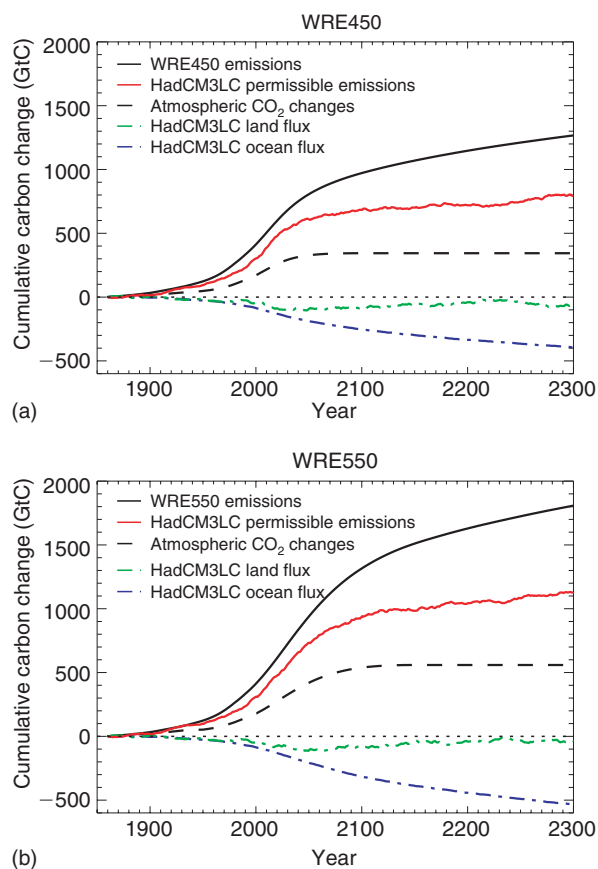 WRE450
2000
1500
1000
500
0
−500
Cumulative carbon change (GtC)
WRE450 emissions
HadCM3LC permissible emissions
Atmospheric CO₂ changes
HadCM3LC land flux
HadCM3LC ocean flux
1900 2000 2100 2200 2300
Year
(a)
WRE550
2000
1500
1000
500
0
−500
Cumulative carbon change (GtC)
WRE550 emissions
HadCM3LC permissible emissions
Atmospheric CO₂ changes
HadCM3LC land flux
HadCM3LC ocean flux
1900 2000 2100 2200 2300
Year
(b)